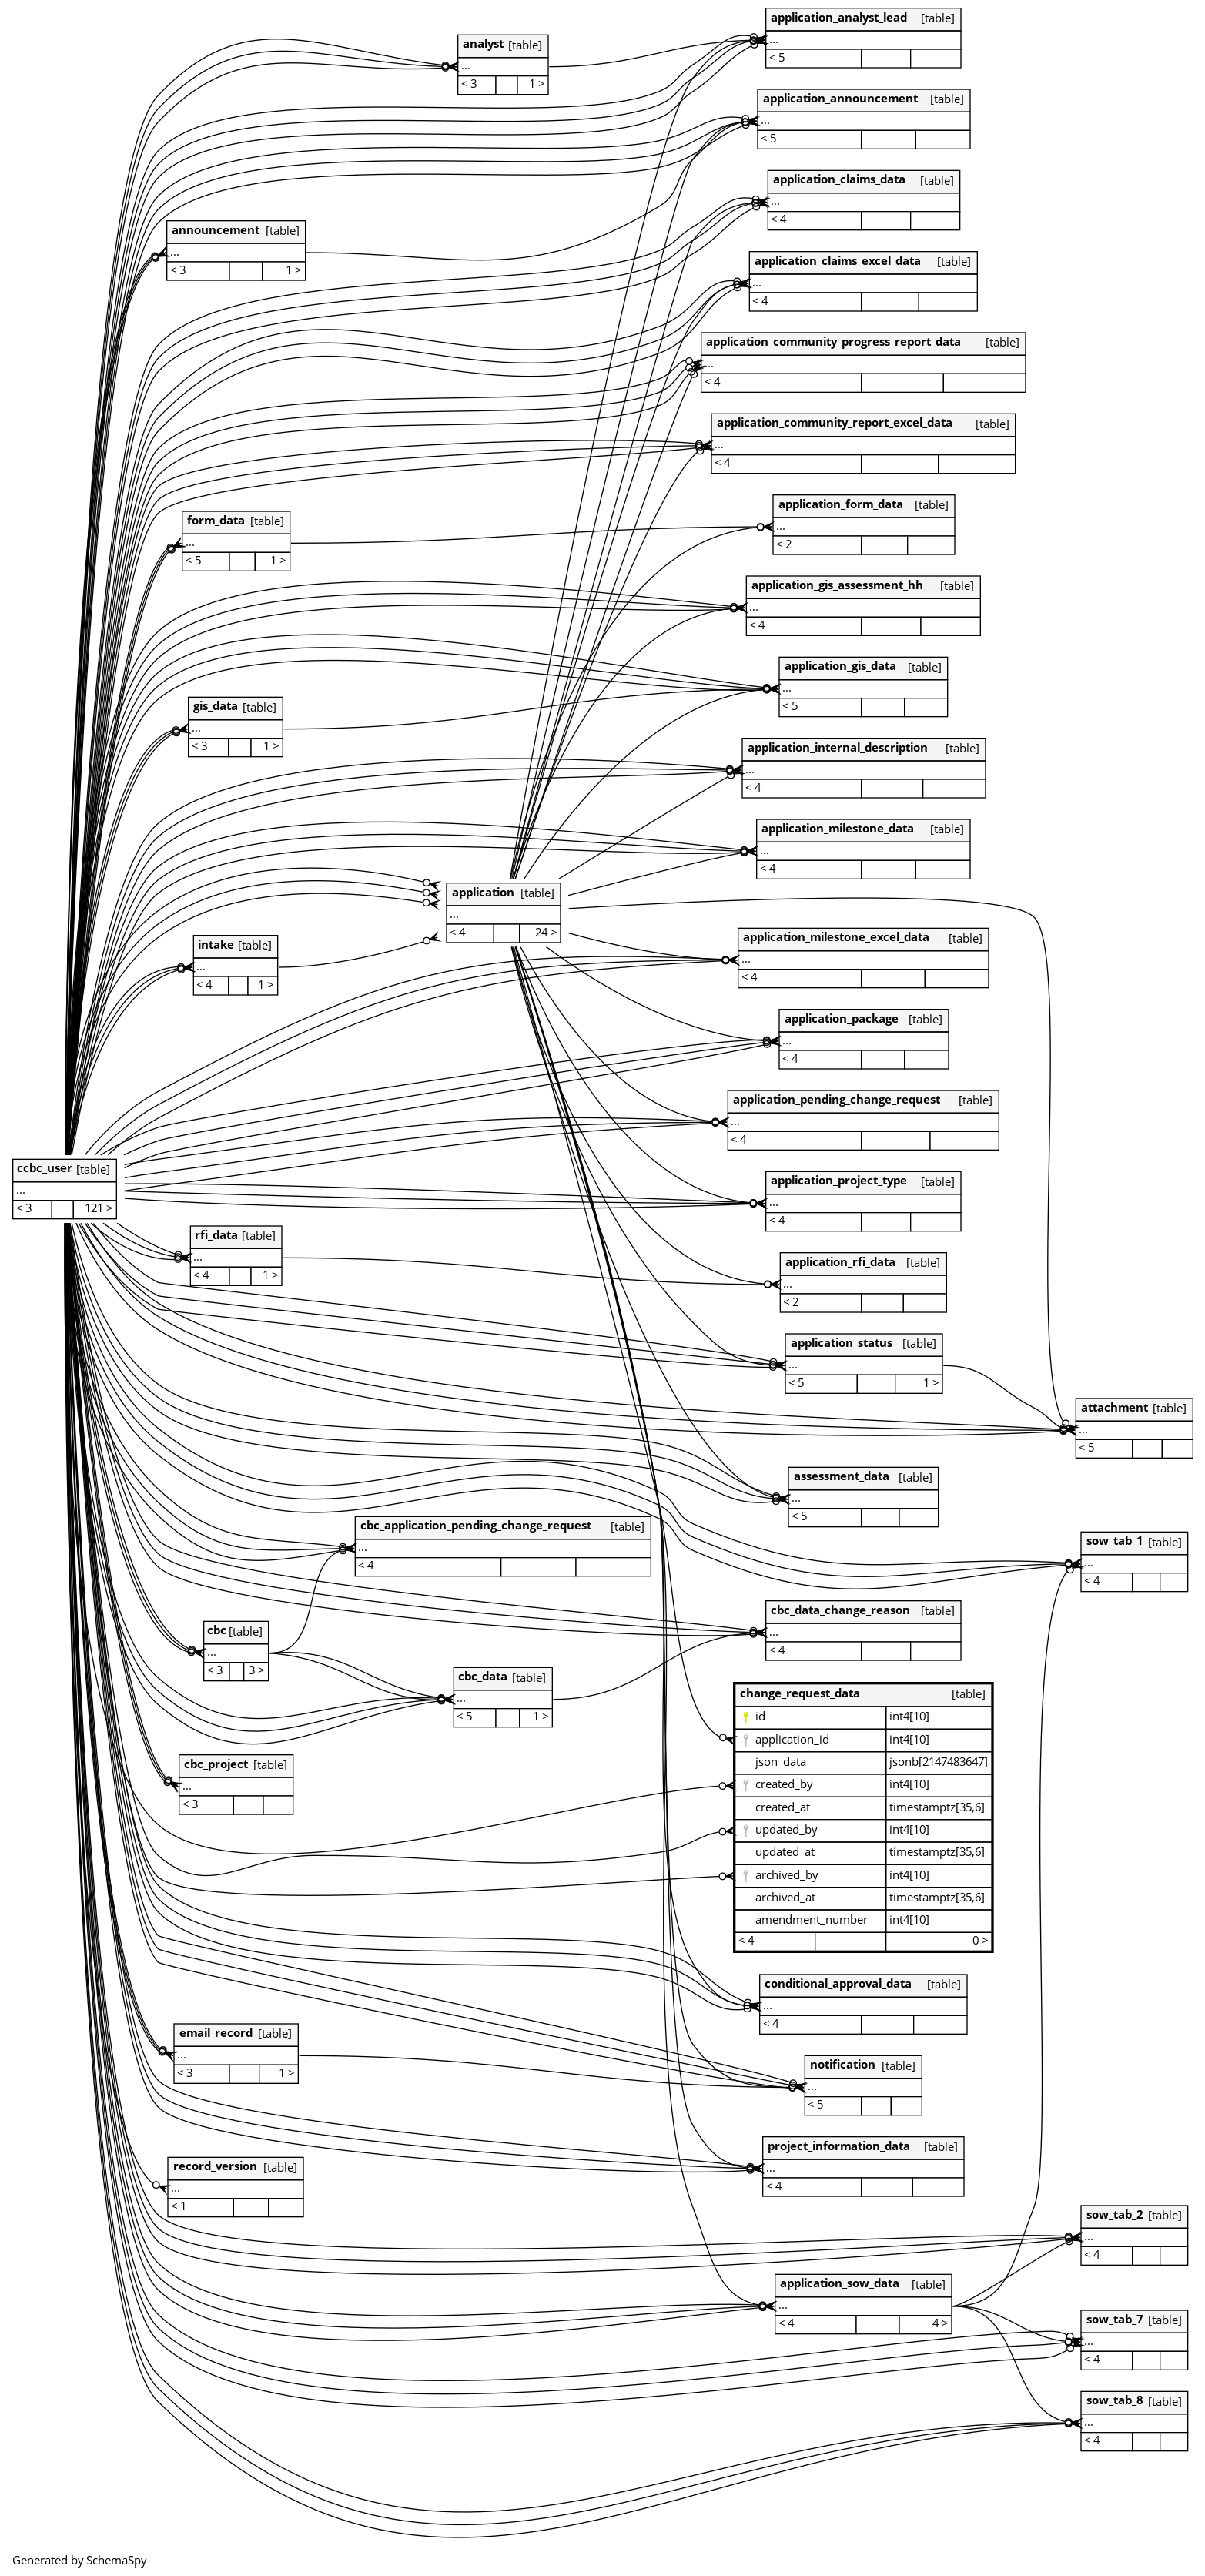 application_analyst_lead [table]
...
< 5
analyst [table]
...
< 3 1 >
application_announcement [table]
...
< 5
application_claims_data [table]
...
< 4
announcement [table]
...
< 3 1 >
application_claims_excel_data [table]
...
< 4
application_community_progress_report_data [table]
...
< 4
application_community_report_excel_data [table]
...
< 4
application_form_data [table]
...
< 2
form_data [table]
...
< 5 1 >
application_gis_assessment_hh [table]
...
< 4
application_gis_data [table]
...
< 5
gis_data [table]
...
< 3 1 >
application_internal_description [table]
...
< 4
application_milestone_data [table]
...
< 4
application [table]
...
< 4 24 >
application_milestone_excel_data [table]
...
< 4
intake [table]
...
< 4 1 >
application_package [table]
...
< 4
application_pending_change_request [table]
...
< 4
ccbc_user [table]
...
< 3 121 >
application_project_type [table]
...
< 4
rfi_data [table]
...
< 4 1 >
application_rfi_data [table]
...
< 2
application_status [table]
...
< 5 1 >
attachment [table]
...
< 5
assessment_data [table]
...
< 5
cbc_application_pending_change_request [table]
...
< 4
sow_tab_1 [table]
...
< 4
cbc_data_change_reason [table]
...
< 4
cbc [table]
...
< 3 3 >
cbc_data [table]
...
< 5 1 >
change_request_data [table]
id int4[10]
application_id int4[10]
json_data jsonb[2147483647]
created_by int4[10]
created_at timestamptz[35,6]
updated_by int4[10]
updated_at timestamptz[35,6]
archived_by int4[10]
archived_at timestamptz[35,6]
amendment_number int4[10]
< 4 0 >
cbc_project [table]
...
< 3
conditional_approval_data [table]
...
< 4
email_record [table]
...
< 3 1 >
notification [table]
...
< 5
project_information_data [table]
...
< 4
record_version [table]
...
< 1
sow_tab_2 [table]
...
< 4
application_sow_data [table]
...
< 4 4 >
sow_tab_7 [table]
...
< 4
sow_tab_8 [table]
...
< 4
Generated by SchemaSpy